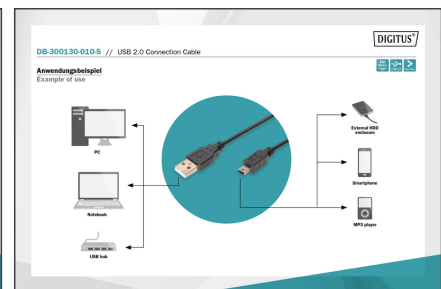 DIGITUS®
DB-300130-010-S // USB 2.0 Connection Cable
Anwendungsbeispiel
Example of use
PC
Notebook
USB hub
External HDD
enclosure
Smartphone
MP3 player